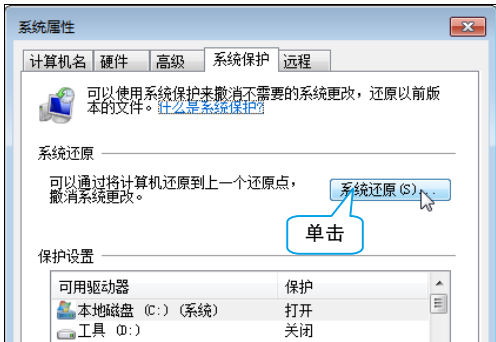 系统属性
计算机名 硬件 高级 系统保护 远程
可以使用系统保护来撤消不需要的系统更改，还原以前版
本的文件。什么是系统保护?
系统还原
可以通过将计算机还原到上一个还原点，
撤消系统更改。
系统还原(S)...
单击
保护设置
可用驱动器 保护
本地磁盘 (C:) (系统) 打开
工具 (D:) 关闭